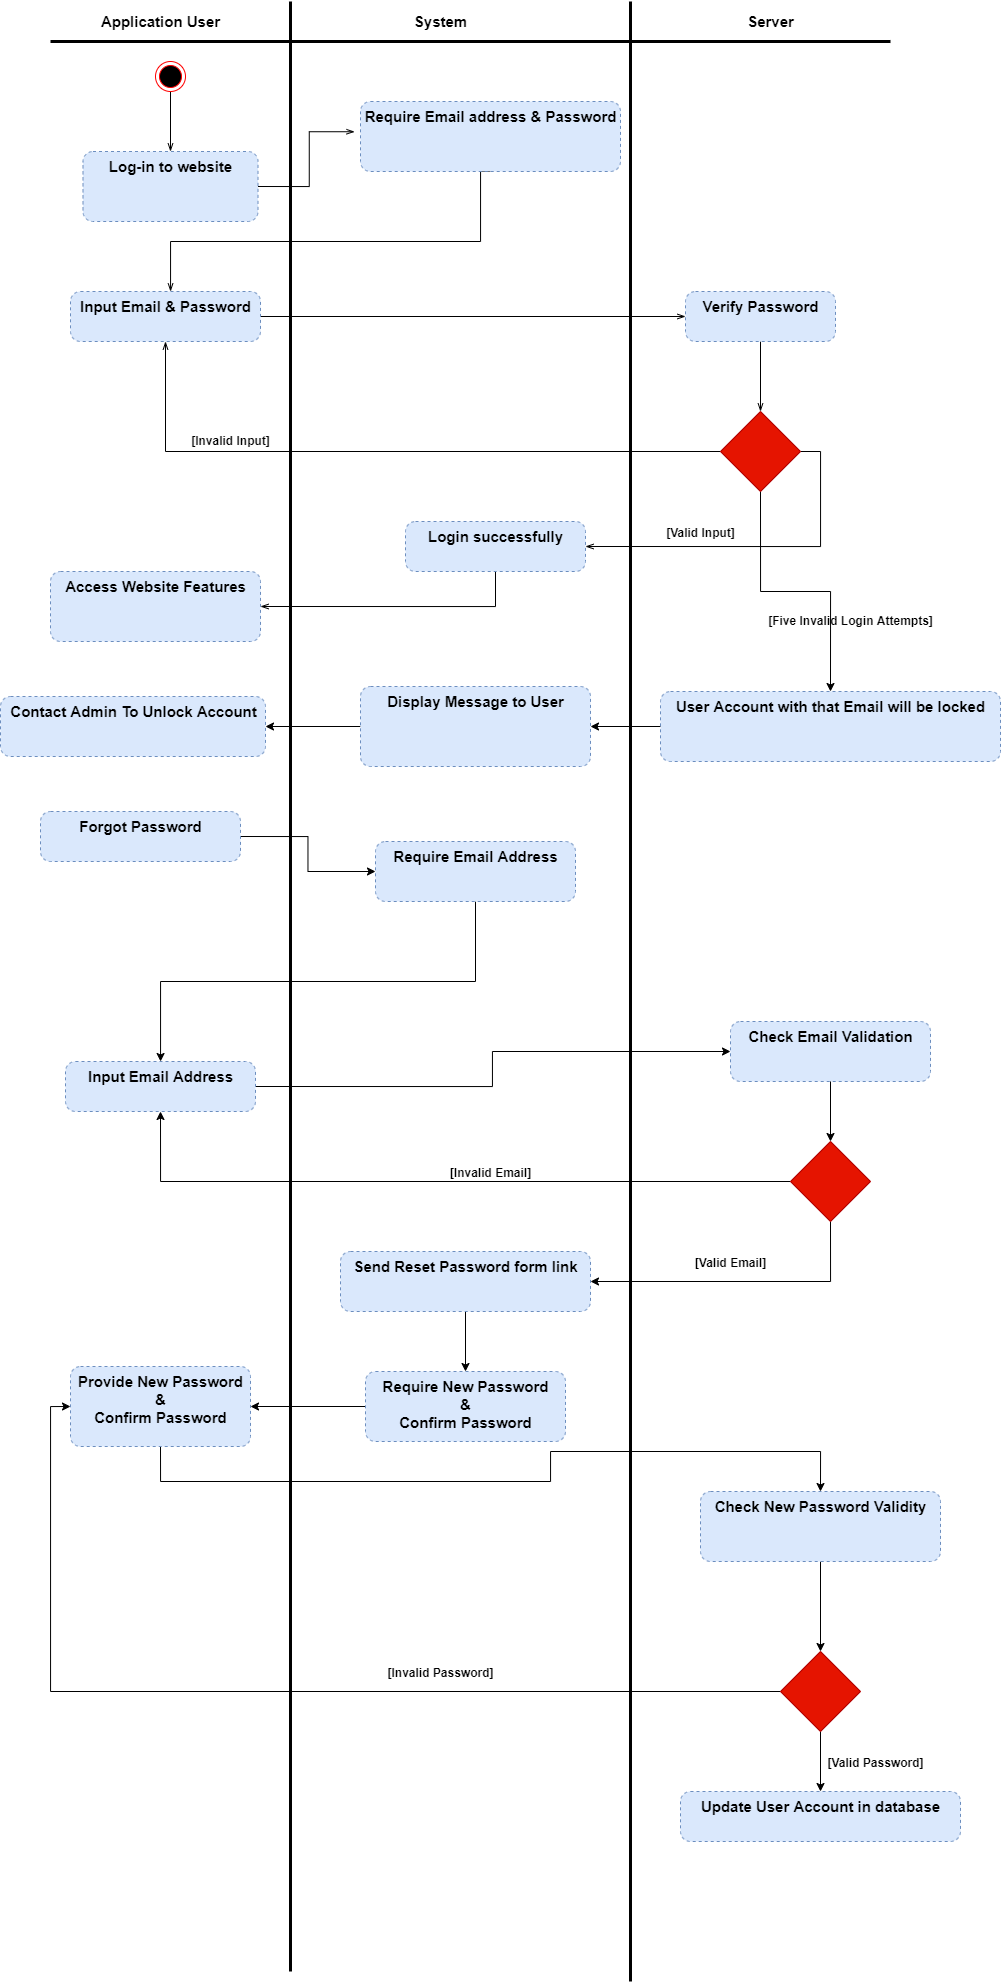 Application User
System
Server
Require Email address & Password
Log-in to website
Input Email & Password
Verify Password
[Invalid Input]
[Valid Input]
Login successfully
Access Website Features
[Five Invalid Login Attempts]
Display Message to User
User Account with that Email will be locked
Contact Admin To Unlock Account
Forgot Password
Require Email Address
Check Email Validation
Input Email Address
[Invalid Email]
[Valid Email]
Send Reset Password form link
Provide New Password
&
Confirm Password
Require New Password
&
Confirm Password
Check New Password Validity
[Invalid Password]
[Valid Password]
Update User Account in database